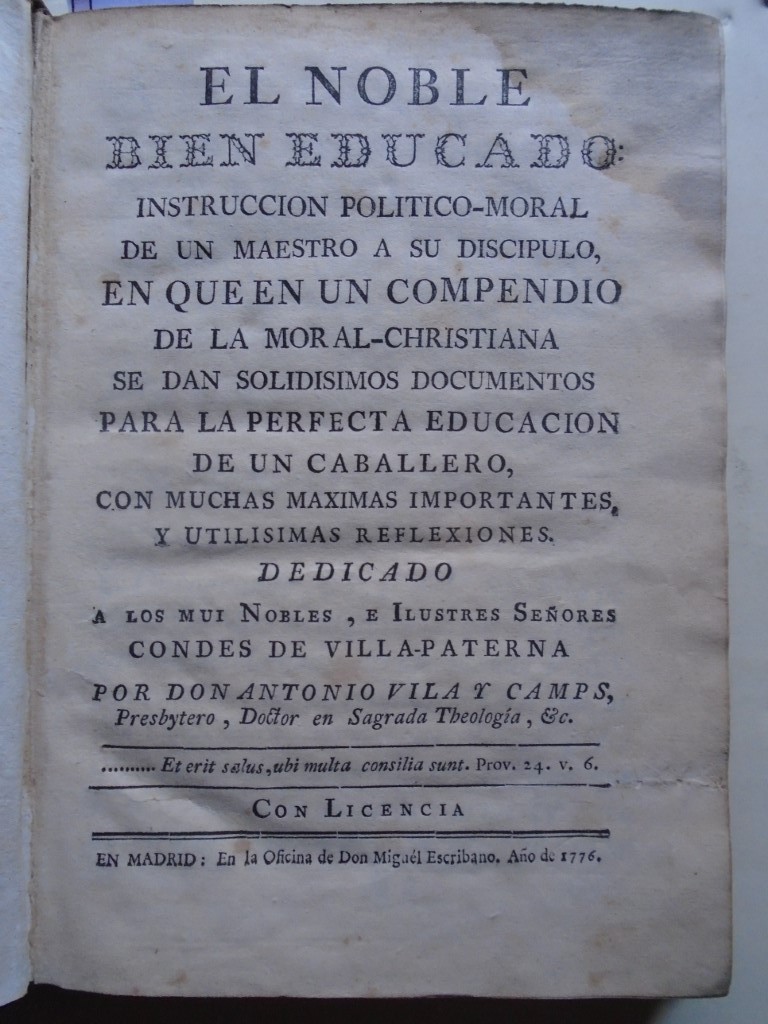 EL NOBLE
BIEN EDUCADO:
INSTRUCCION POLITICO-MORAL
DE UN MAESTRO A SU DISCIPULO,
EN QUE EN UN COMPENDIO
DE LA MORAL-CHRISTIANA
SE DAN SOLIDISIMOS DOCUMENTOS
PARA LA PERFECTA EDUCACION
DE UN CABALLERO,
CON MUCHAS MAXIMAS IMPORTANTES,
Y UTILISIMAS REFLEXIONES.
DEDICADO
A LOS MUI NOBLES, E ILUSTRES SEÑORES
CONDES DE VILLA-PATERNA
POR DON ANTONIO VILA Y CAMPS,
Presbytero, Doctor en Sagrada Theología, &c.
.......... Et erit salus, ubi multa consilia sunt. Prov. 24. v. 6.
CON LICENCIA
EN MADRID: En la Oficina de Don Miguél Escribano. Año de 1776.